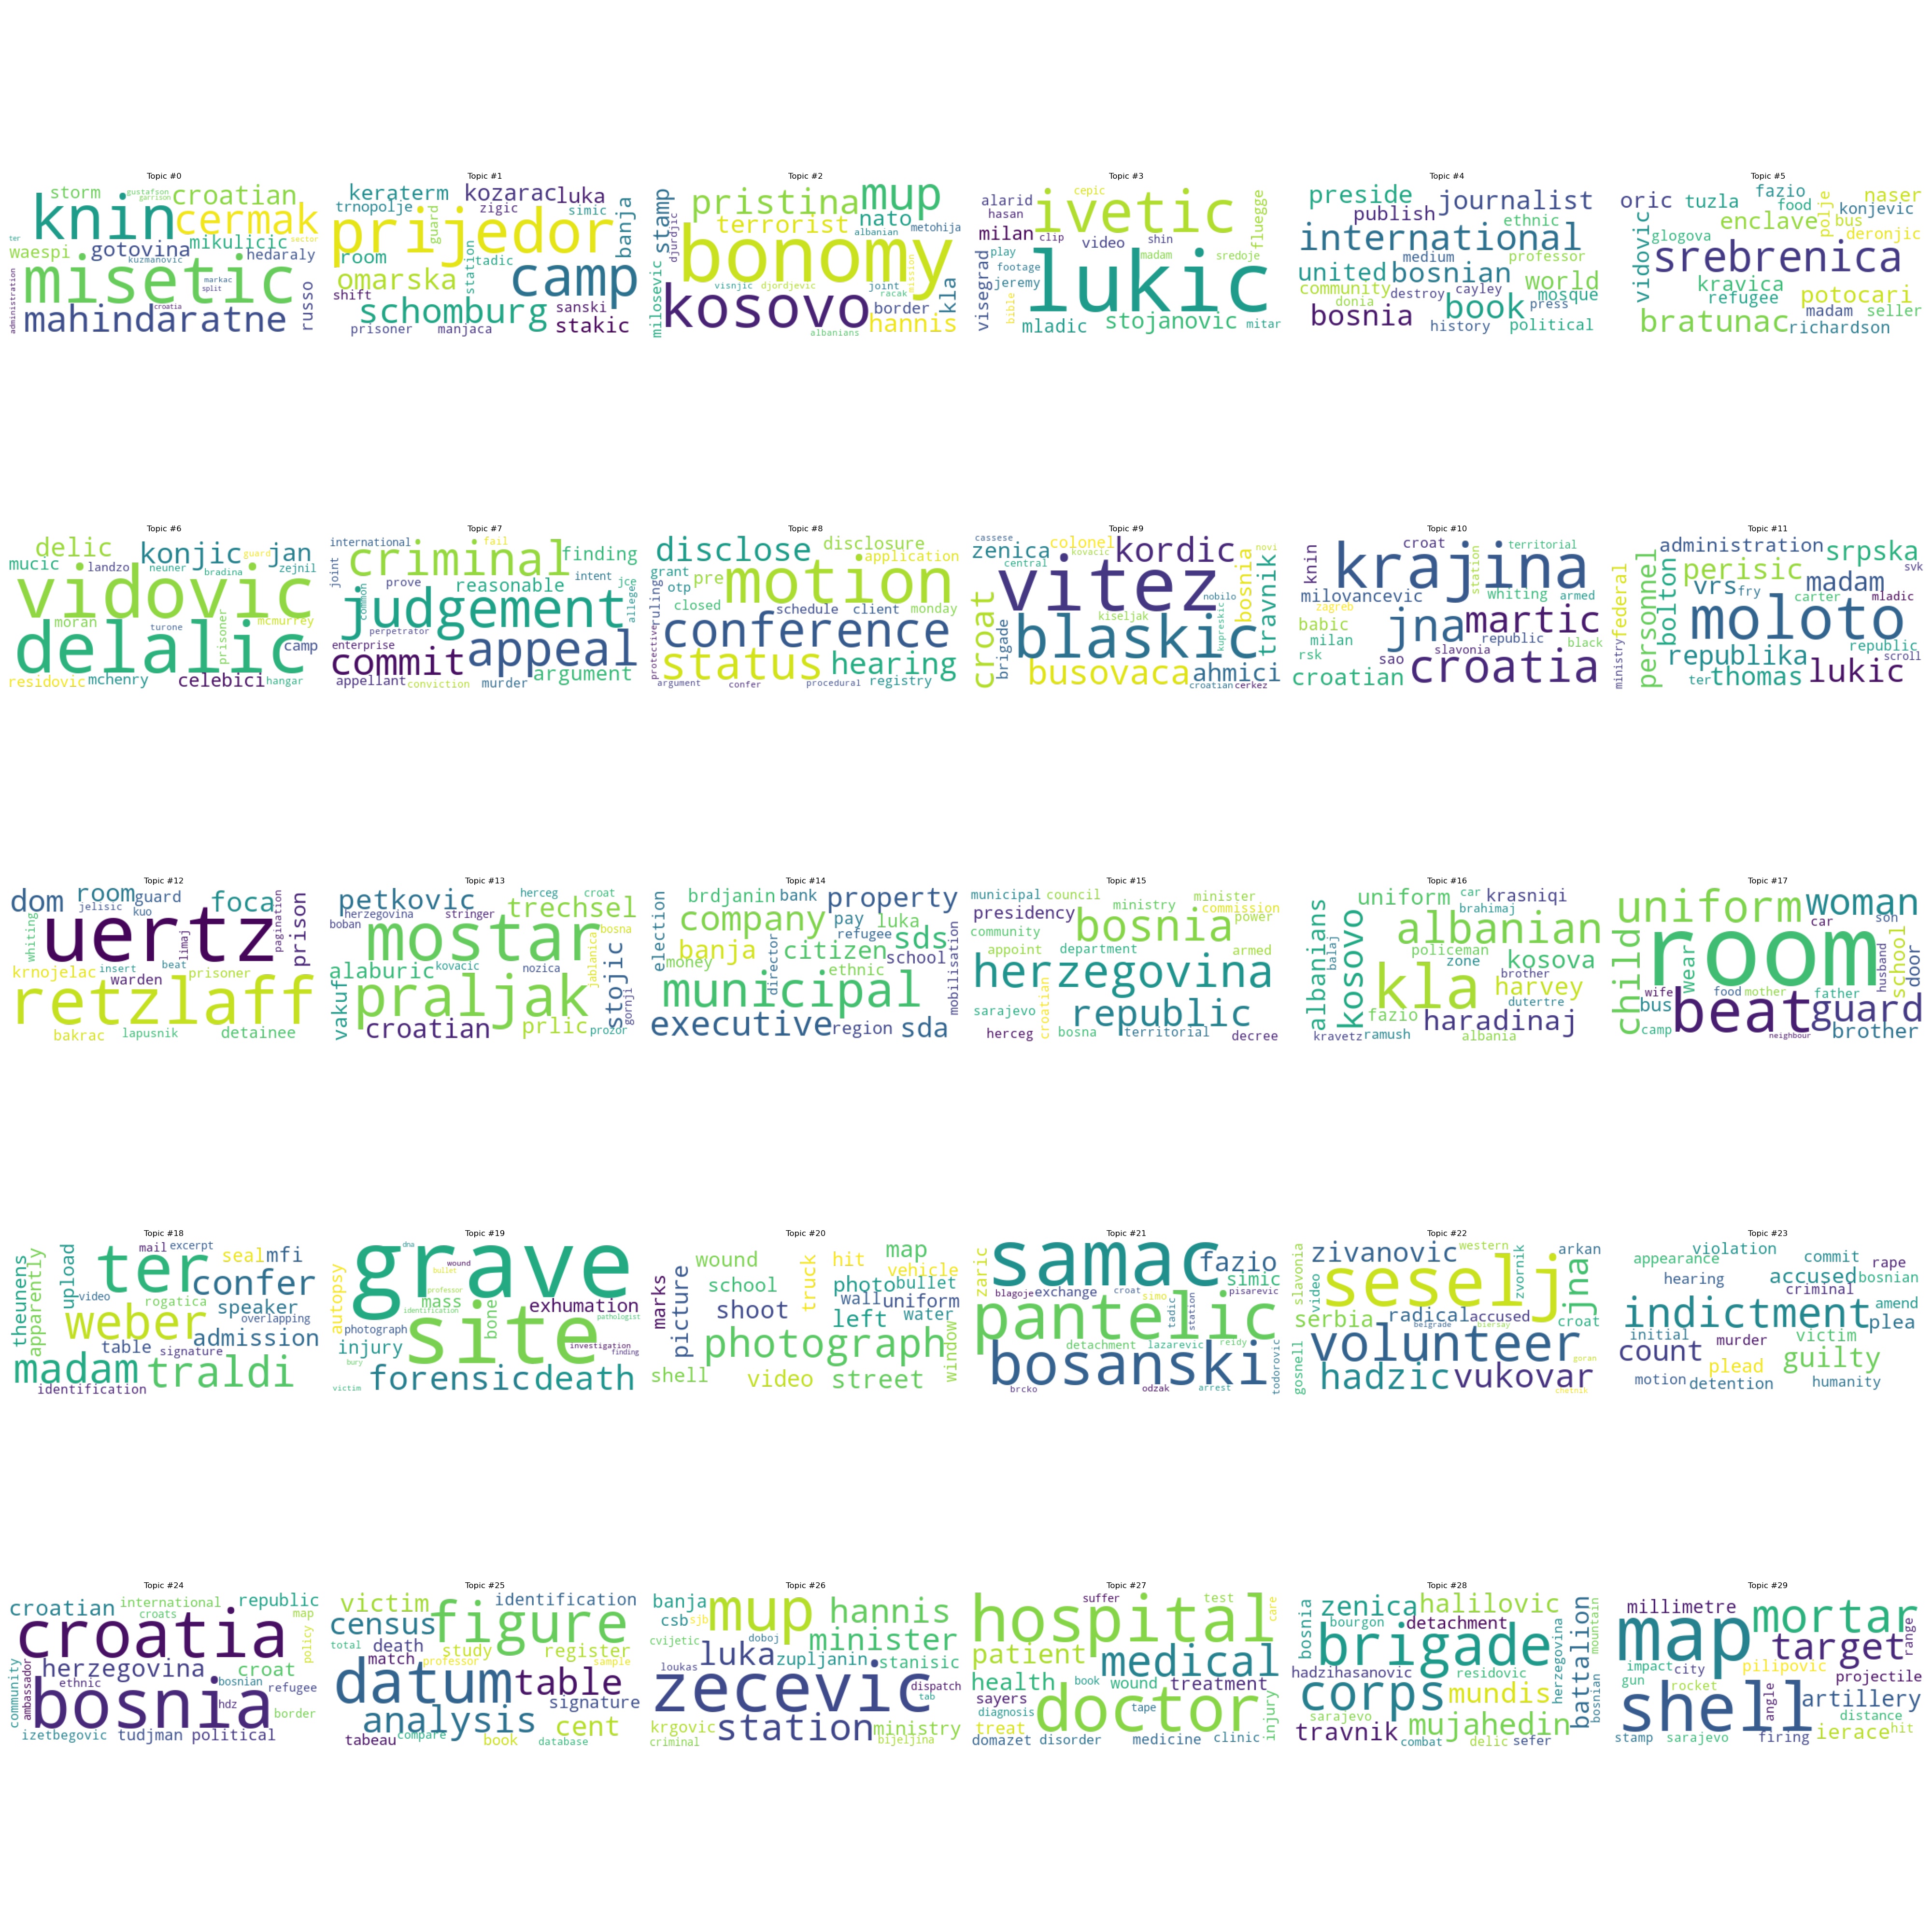 Topic #0
gustafson
storm croatian
garrison
knin cermak
ter
waespi gotovina mikulicic sector
kuzmanovic hedaraly
misetic
markac
split
croatia
mahindaratne
administration
russo
Topic #1
keraterm kozarac luka
trnopolje zigic simic
guard
prijedor
banja
room tadic
station
omarska camp
shift
schomburg sanski
prisoner manjaca stakic
Topic #2
pristina mup
stamp
terrorist nato
albanian metohija
djurdjic
bonomy
milosevic
visnjic djordjevic joint
racak
mission
border kla
kosovo hannis
albanians
Topic #3
cepic
alarid ivetic
hasan
milan clip video shin
madam sredoje
fluegge
play
footage
visegrad jeremy lukic
bible
mladic stojanovic mitar
Topic #4
preside journalist
publish ethnic
international
medium professor
united bosnian world
community destroy cayley mosque
donia book press
bosnia history political
Topic #5
oric tuzla fazio naser
food
enclave bus konjevic
polje
vidovic glogova deronjic
srebrenica
kravica
refugee potocari
madam seller
bratunac richardson
Topic #6
delic konjic guard jan
mucic landzo neuner bradina zejnil
vidovic
moran turone prisoner mcmurrey
delalic camp
residovic mchenry celebici hangar
Topic #7
international fail
criminal finding
joint prove reasonable intent jce
common
judgement
allege
perpetrator
enterprise
commit appeal
appellant argument
conviction murder
Topic #8
disclose disclosure
application
grant pre motion
otp
ruling
closed schedule client monday
conference
protective
status hearing
argument confer procedural registry
Topic #9
cassese colonel kordic novi
zenica kovacic
central
vitez bosnia
nobilo
travnik
croat kiseljak
kupreskic
brigade blaskic
busovaca ahmici
croatian cerkez
Topic #10
croat territorial
knin krajina
station
milovancevic whiting armed
zagreb
babic jna martic
milan republic black
rsk sao slavonia
croatian croatia
Topic #11
administration srpska
svk
perisic madam
federal vrs fry carter mladic
ministry
bolton
personnel moloto
republika republic
scroll
ter thomas lukic
Topic #12
dom room guard foca
jelisic kuo
whiting uertz
pagination
prison
limaj
krnojelac insert beat prisoner
warden
retzlaff
bakrac lapusnik detainee
Topic #13
petkovic herceg croat
herzegovina stringer trechsel
boban mostar bosna
jablanica
alaburic kovacic nozica
vakuf praljak stojic
gornji
croatian prlic prozor
Topic #14
brdjanin bank property
company pay luka
election refugee sds
banja citizen school
money director ethnic
municipal
mobilisation
executive region sda
Topic #15
municipal council minister
presidency ministry commission
bosnia power
community
appoint department armed
herzegovina
sarajevo croatian republic
herceg bosna territorial decree
Topic #16
uniform car krasniqi
brahimaj
albanian
albanians balaj
kosovo policeman
zone kosova
kla brother harvey
dutertre
fazio haradinaj
kravetz ramush albania
Topic #17
uniform woman
car son
child room
husband
school
door
wear
wife food mother father
bus beat guard
camp neighbour brother
Topic #18
mail excerpt
ter seal mfi
theunens
apparently
upload confer
video rogatica speaker
weber overlapping
table signature admission
madam traldi
identification
Topic #19
dna
grave
wound
bullet
autopsy professor
mass exhumation
identification
bone pathologist
photograph site
injury investigation
finding
bury
victim forensic death
Topic #20
wound hit map
truck vehicle
school photo bullet
marks picture shoot wall uniform
left water
photograph
window
shell video street
Topic #21
zaric samac fazio
simic
blagoje exchange croat simo pisarevic
tadic
station
pantelic
detachment lazarevic reidy
bosanski
todorovic
brcko odzak arrest
Topic #22
zivanovic western arkan
slavonia seselj
zvornik
jna
video
serbia radical accused croat
belgrade biersay
volunteer
gosnell goran
hadzic vukovar
chetnik
Topic #23
violation
appearance commit rape
hearing accused bosnian
criminal
indictment amend
plea
initial murder victim
count plead guilty
motion detention humanity
Topic #24
international republic
croatian croats map
croatia
policy
herzegovina croat
community
ambassador
ethnic bosnian refugee
hdz
bosnia border
izetbegovic tudjman political
Topic #25
victim identification
census figure
total death study register
match professor sample
datum table
signature
analysis cent
tabeau compare book database
Topic #26
banja mup hannis
csb sjb
cvijetic doboj minister
luka zupljanin stanisic
loukas
zecevic dispatch
tab
krgovic station ministry
criminal bijeljina
Topic #27
suffer test
hospital care
patient medical
health book wound treatment
sayers
diagnosis doctor
treat injury
domazet tape
disorder medicine clinic
Topic #28
zenica halilovic
bosnia bourgon detachment
brigade battalion
mountain
hadzihasanovic residovic
herzegovina
corps mundis bosnian
sarajevo
travnik mujahedin
combat delic sefer
Topic #29
millimetre mortar
map target range
impact city pilipovic
gun rocket projectile
shell angle artillery
distance
stamp sarajevo firing ierace hit